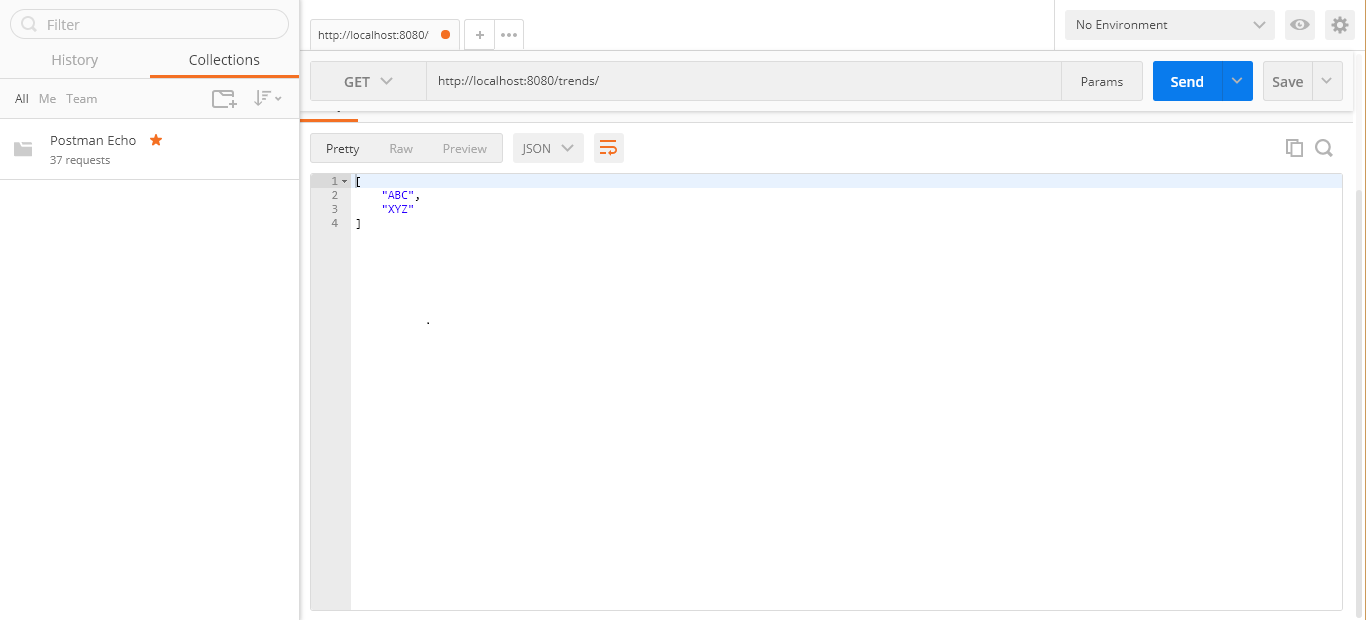 Filter
History Collections
All Me Team
Postman Echo
37 requests
http://localhost:8080/ + •••
No Environment
GET http://localhost:8080/trends/ Params Send Save
Pretty Raw Preview JSON
1 [
2 "ABC",
3 "XYZ"
4 ]
.